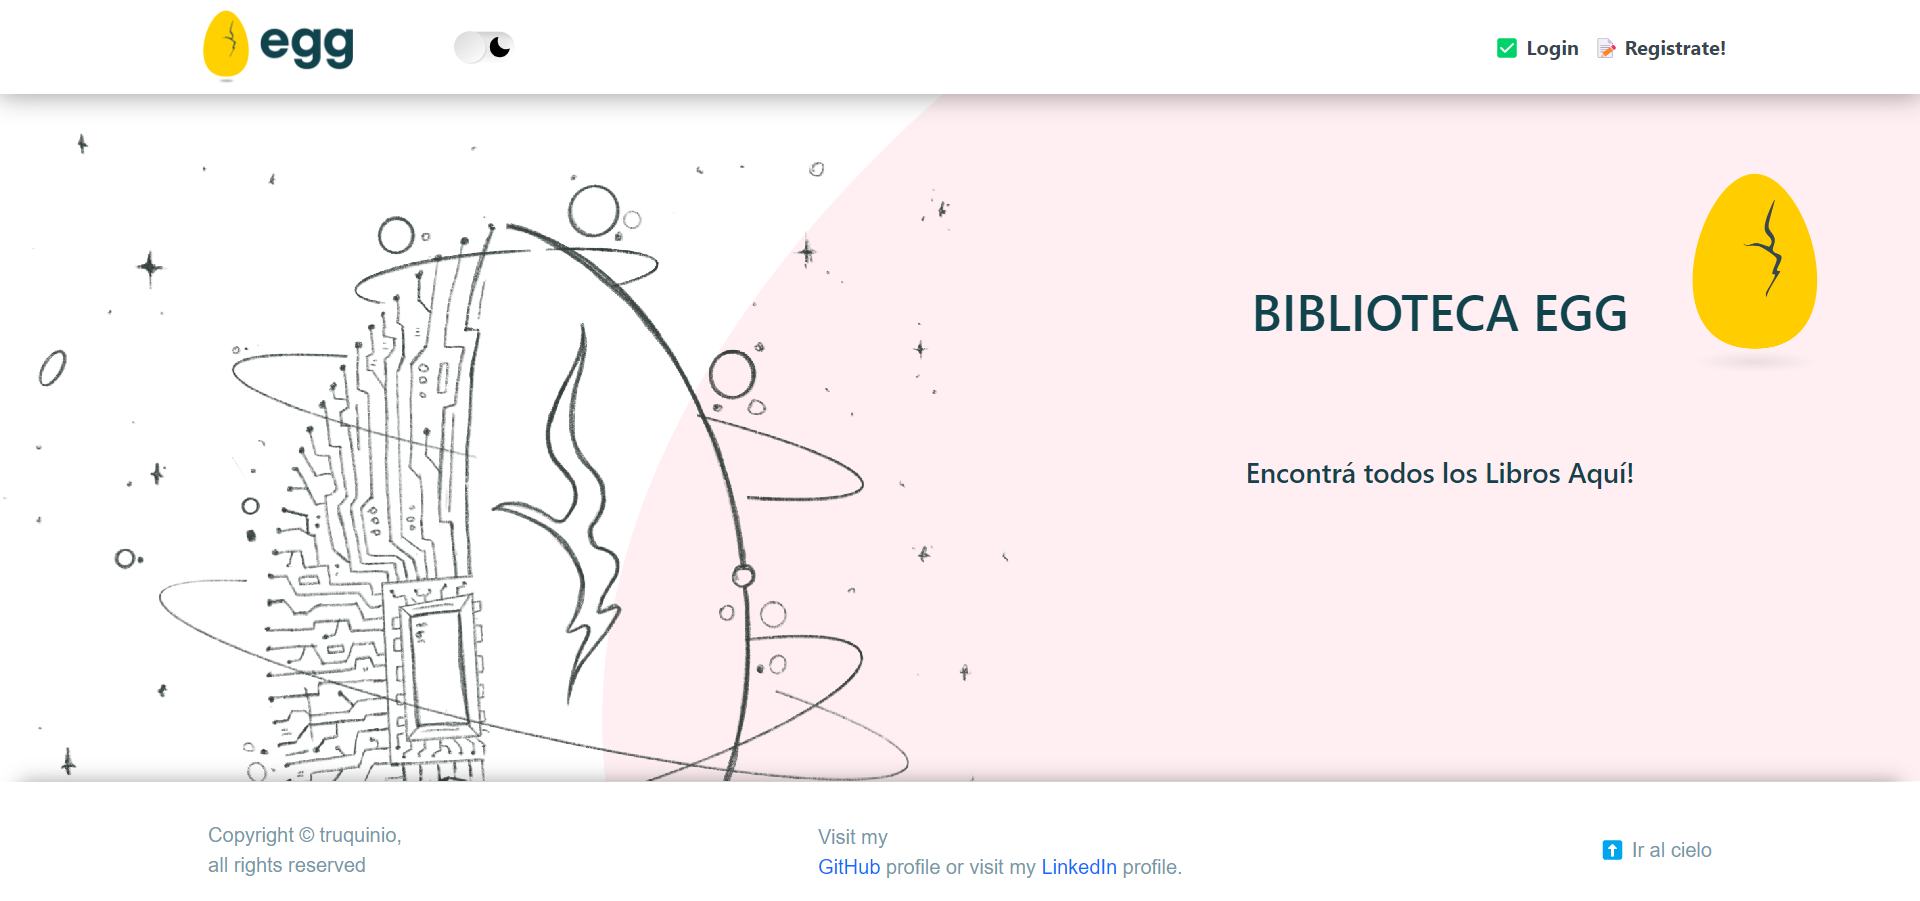 egg
Login
Registrate!
BIBLIOTECA EGG
Encontrá todos los Libros Aquí!
Copyright © truquinio,
all rights reserved
Visit my
GitHub profile or visit my LinkedIn profile.
Ir al cielo